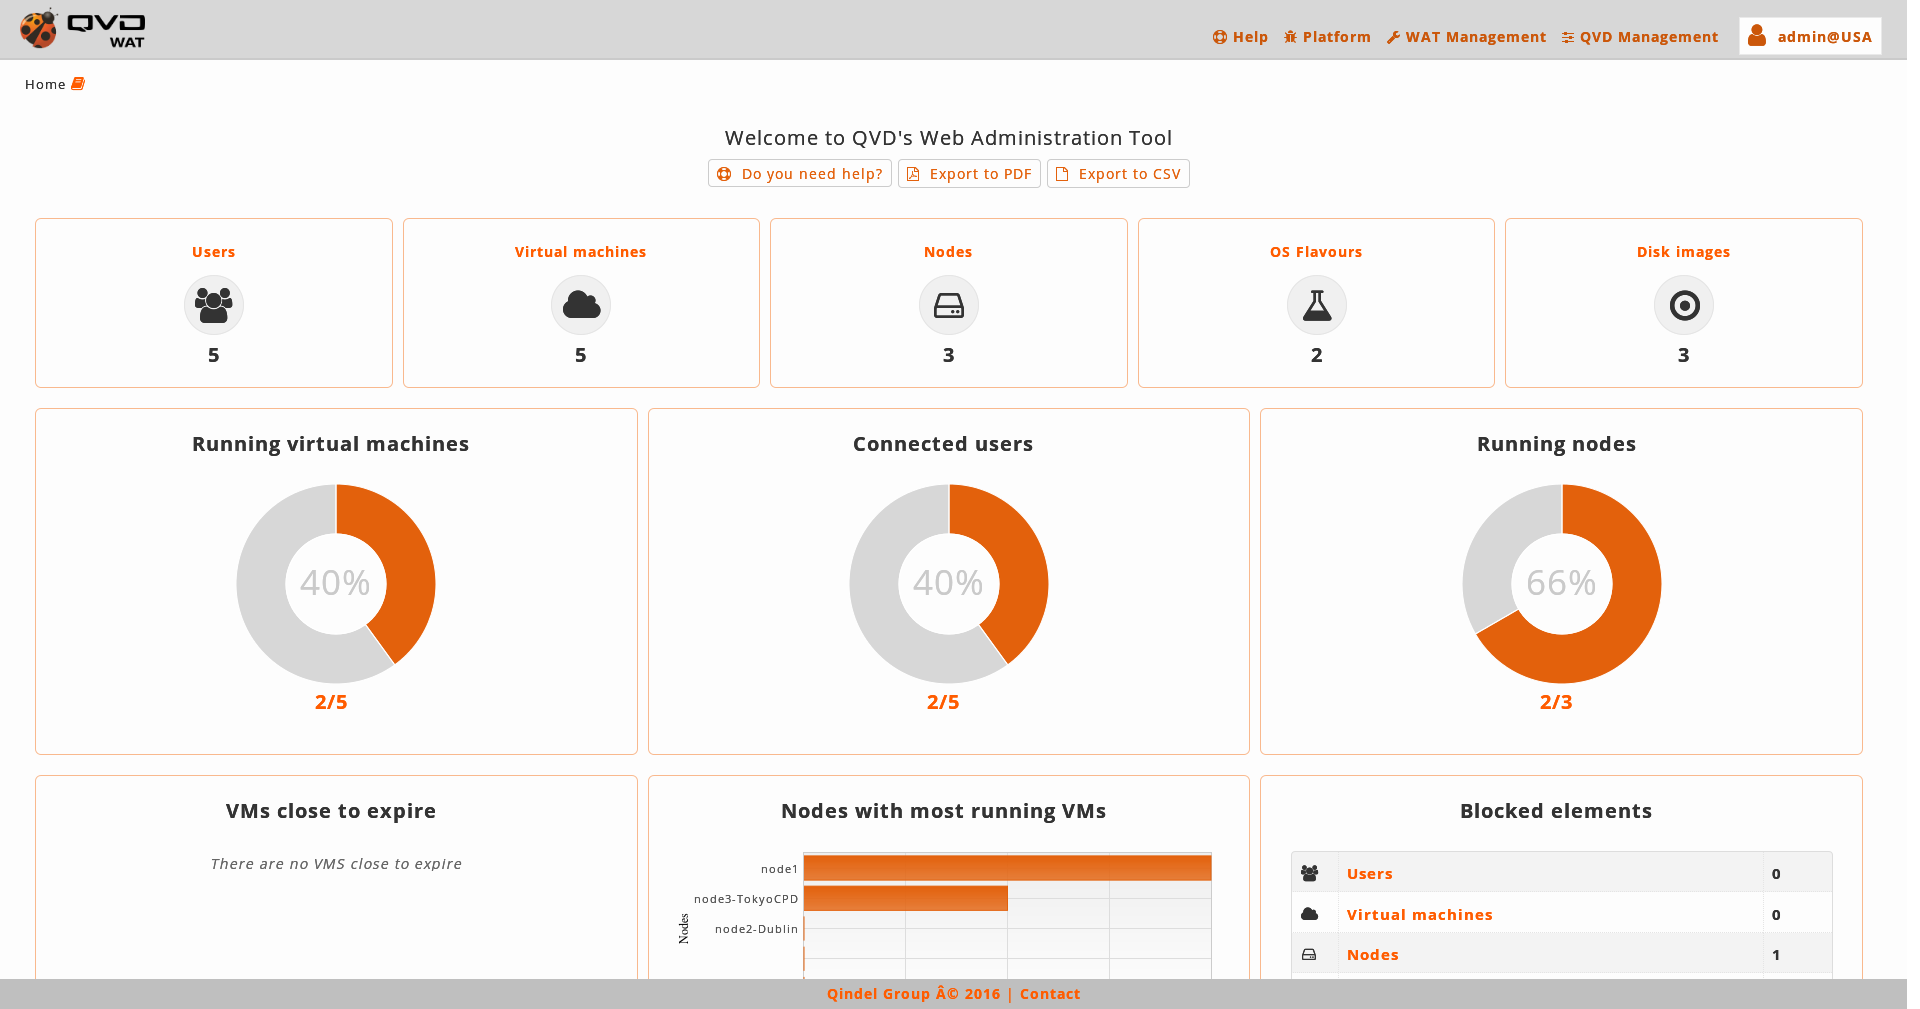 QVD
WAT
Help Platform WAT Management QVD Management admin@USA
Home
Welcome to QVD's Web Administration Tool
Do you need help? Export to PDF Export to CSV
Users Virtual machines Nodes OS Flavours Disk images
5 5 3 2 3
Running virtual machines Connected users Running nodes
40% 40% 66%
2/5 2/5 2/3
VMs close to expire
There are no VMS close to expire
Nodes with most running VMs
Nodes
node1
node3-TokyoCPD
node2-Dublin
Blocked elements
Users 0
Virtual machines 0
Nodes 1
Qindel Group Â© 2016 | Contact